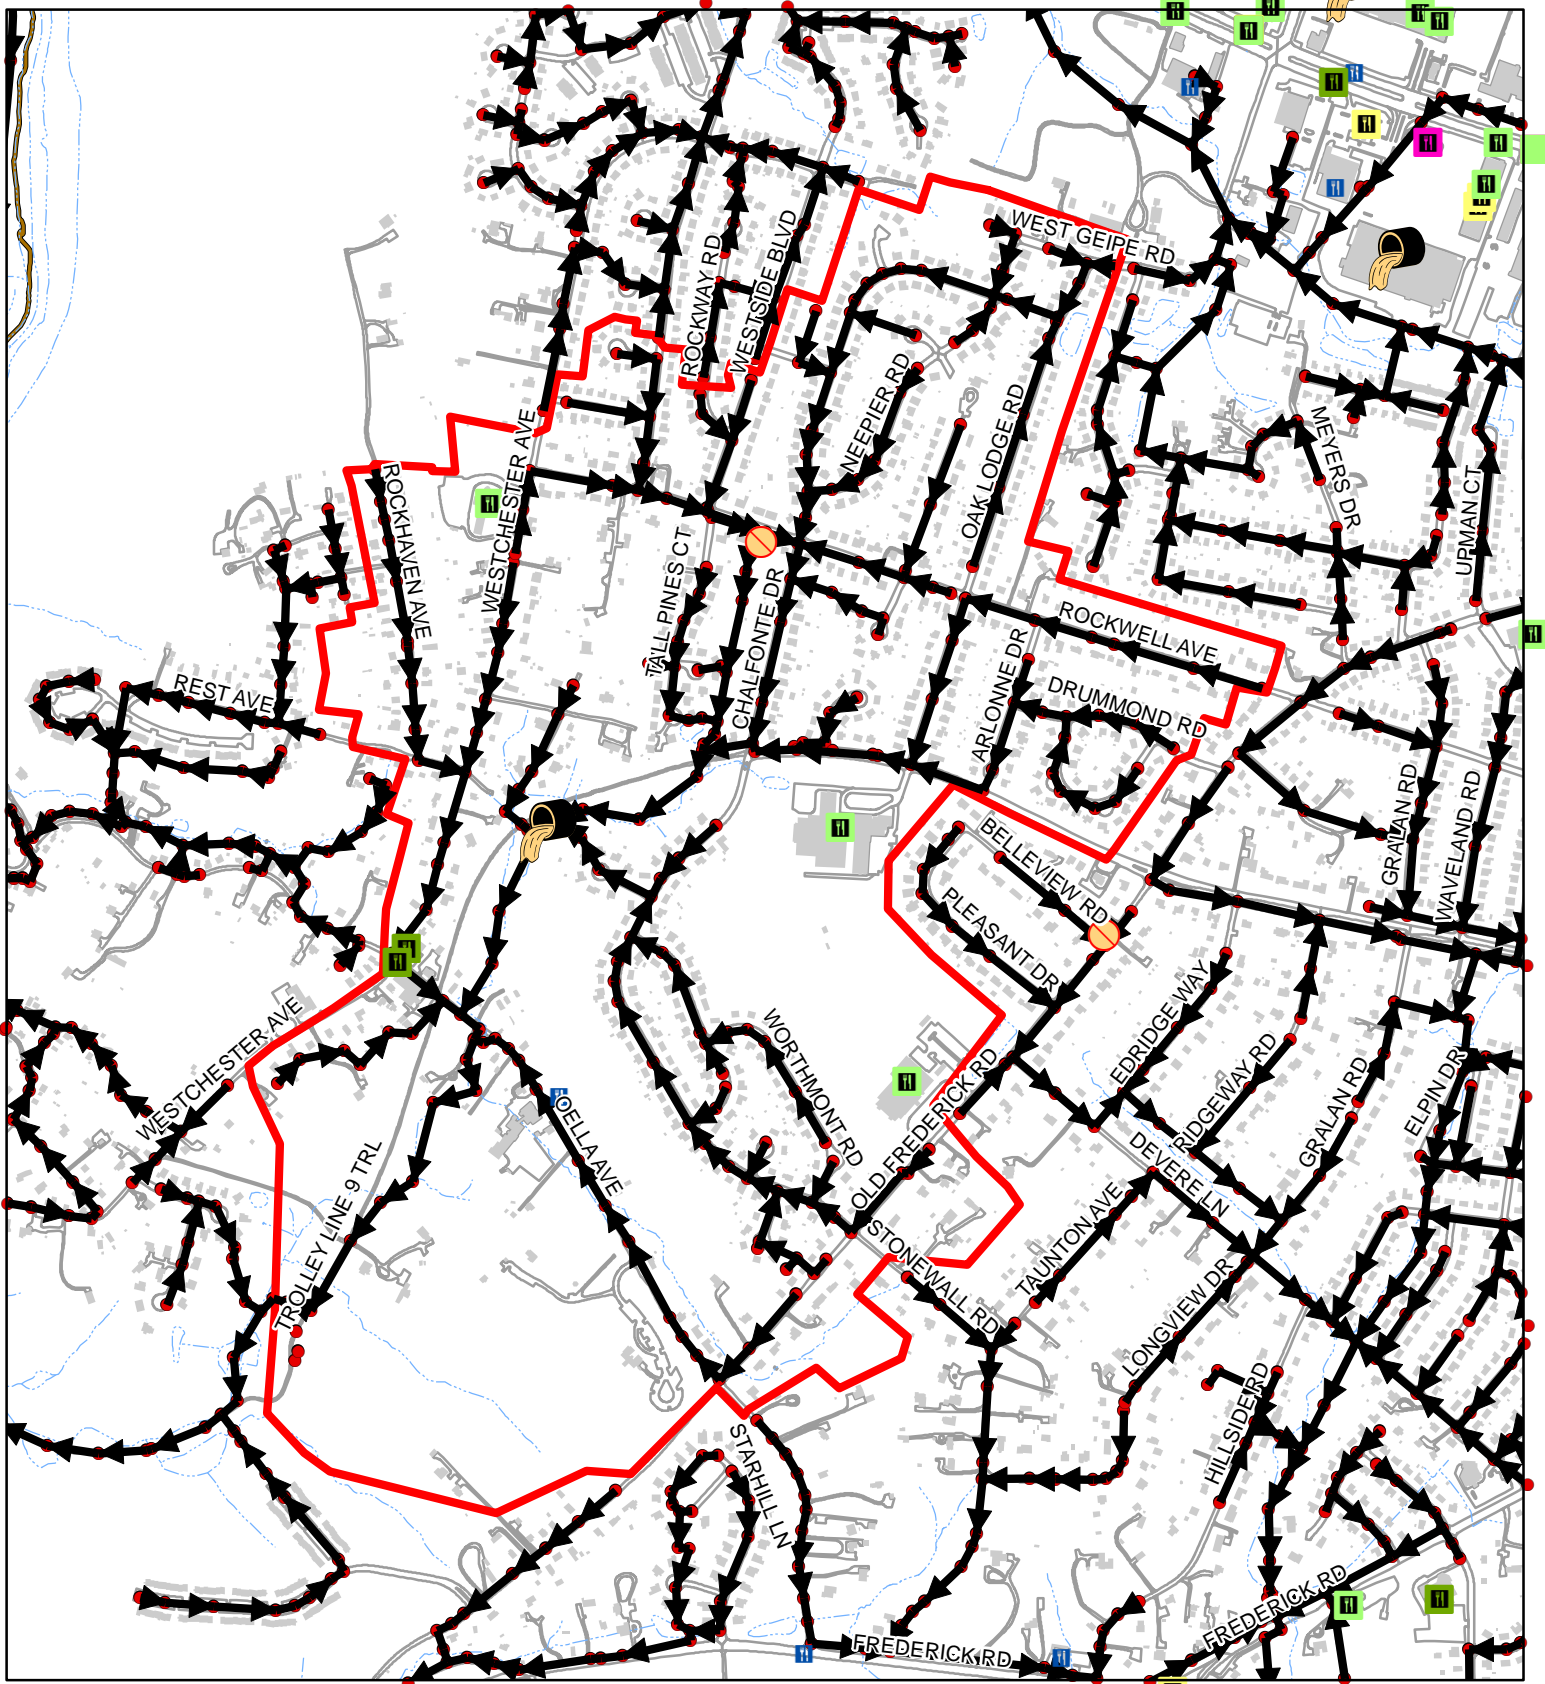 WEST GEIPE RD
ROCKWAY RD
WESTSIDE BLVD
NEEPIER RD
OAK LODGE RD
WESTCHESTER AVE
ROCKHAVEN AVE
MEYERS DR
UPMAN CT
TALL PINES CT
CHALFONTE DR
ROCKWELL AVE
ARLONNE DR
DRUMMOND RD
REST AVE
GRALAN RD
WAVELAND RD
BELLEVIEW RD
PLEASANT DR
EDRIDGE WAY
RIDGEWAY RD
GRALAN RD
ELPIN DR
WESTCHESTER AVE
WORTHMONT RD
OLD FREDERICK RD
OELLA AVE
DEVERE LN
TROLLEY LINE 9 TRL
STONEWALL RD
TAUNTON AVE
LONGVIEW DR
HILLSIDE RD
STARHILL LN
FREDERICK RD
FREDERICK RD